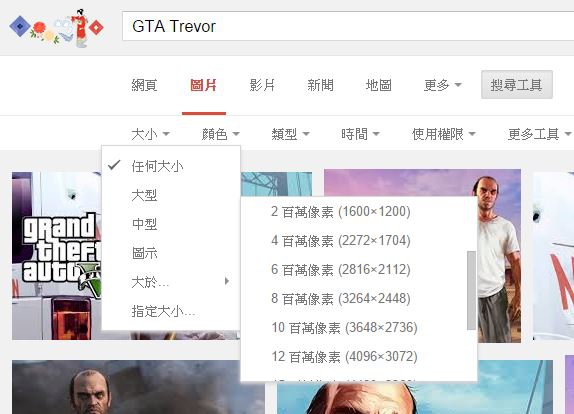 GTA Trevor
網頁 圖片 影片 新聞 地圖 更多 搜尋工具
大小 顏色 類型 時間 使用權限 更多工具
任何大小
大型
中型
圖示
大於...
指定大小...
2 百萬像素 (1600×1200)
4 百萬像素 (2272×1704)
6 百萬像素 (2816×2112)
8 百萬像素 (3264×2448)
10 百萬像素 (3648×2736)
12 百萬像素 (4096×3072)
grand
theft
auto